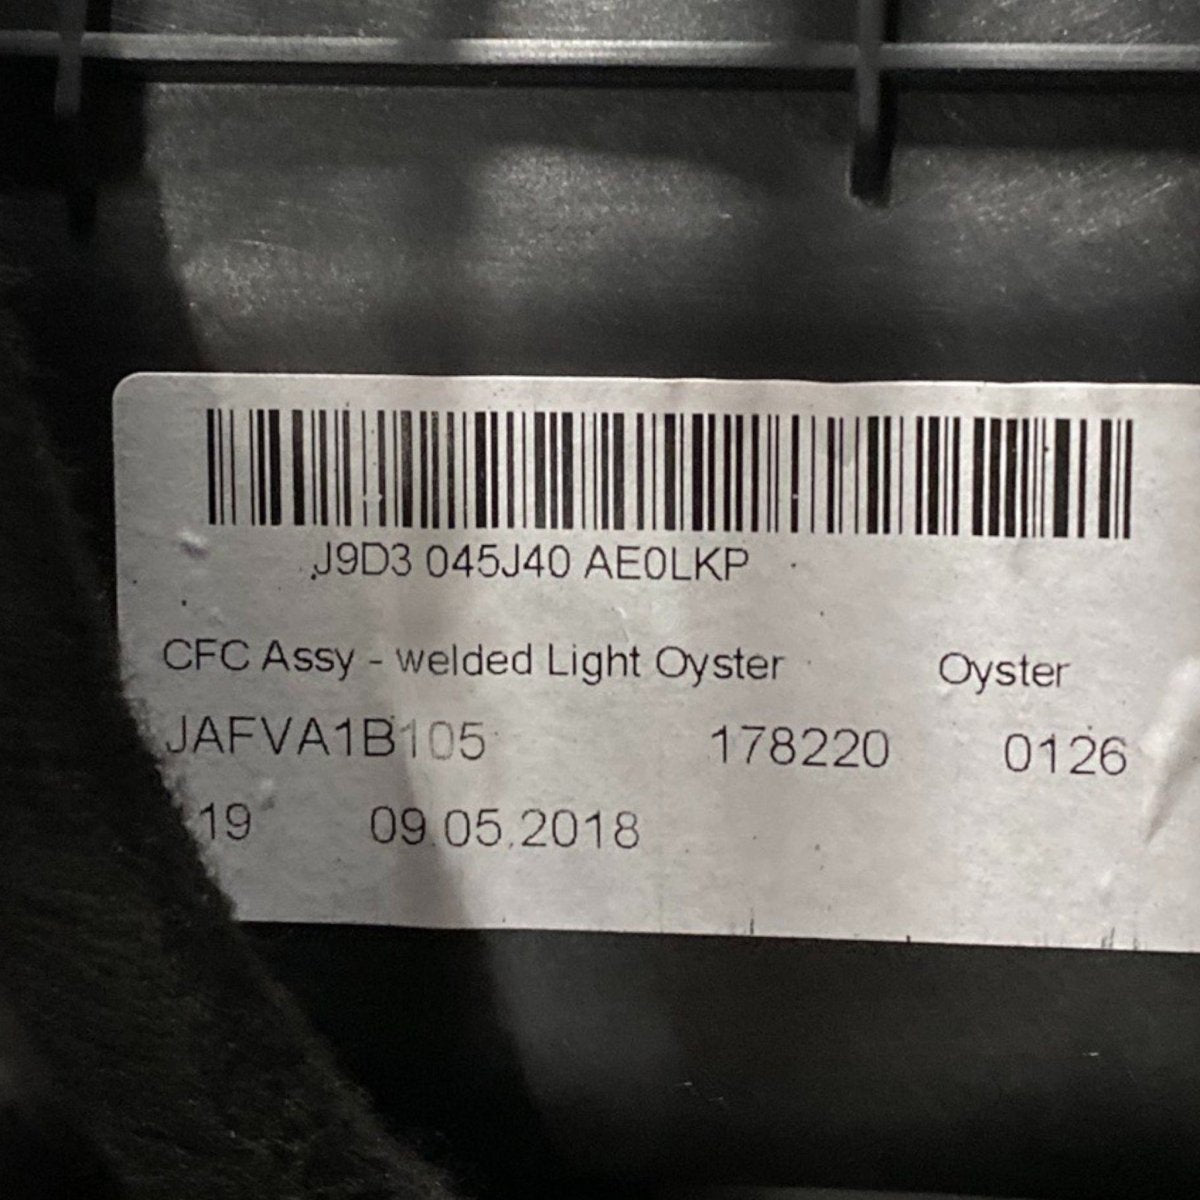 J9D3 045J40 AE0LKP
CFC Assy - welded Light Oyster Oyster
JAFVA1B105 178220 0126
19 09.05.2018